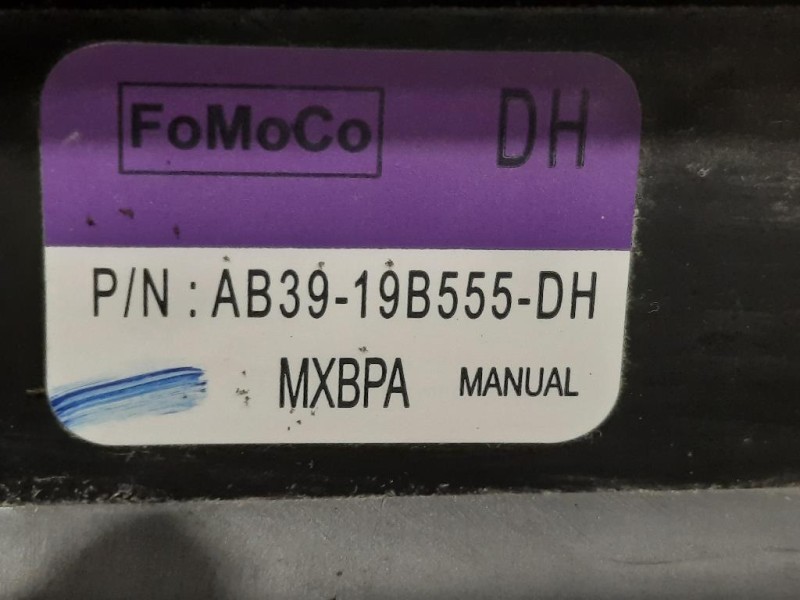 FoMoCo DH
P/N : AB39-19B555-DH
MXBPA MANUAL